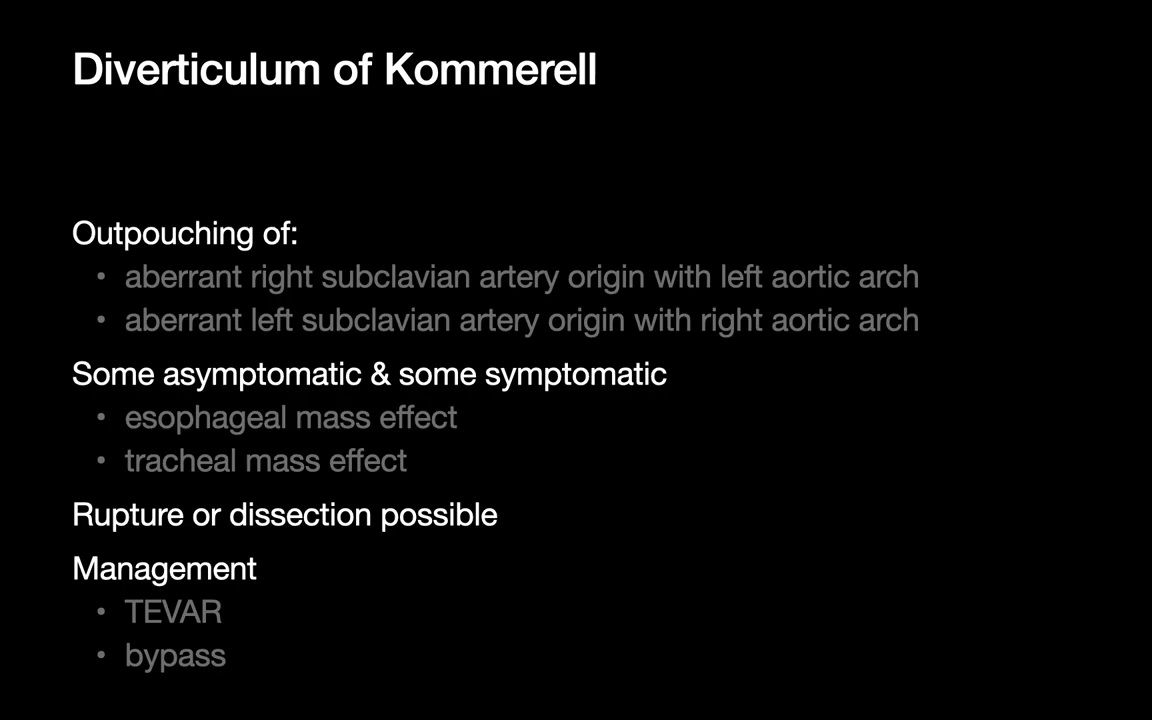 Diverticulum of Kommerell
Outpouching of:
• aberrant right subclavian artery origin with left aortic arch
• aberrant left subclavian artery origin with right aortic arch
Some asymptomatic & some symptomatic
• esophageal mass effect
• tracheal mass effect
Rupture or dissection possible
Management
• TEVAR
• bypass